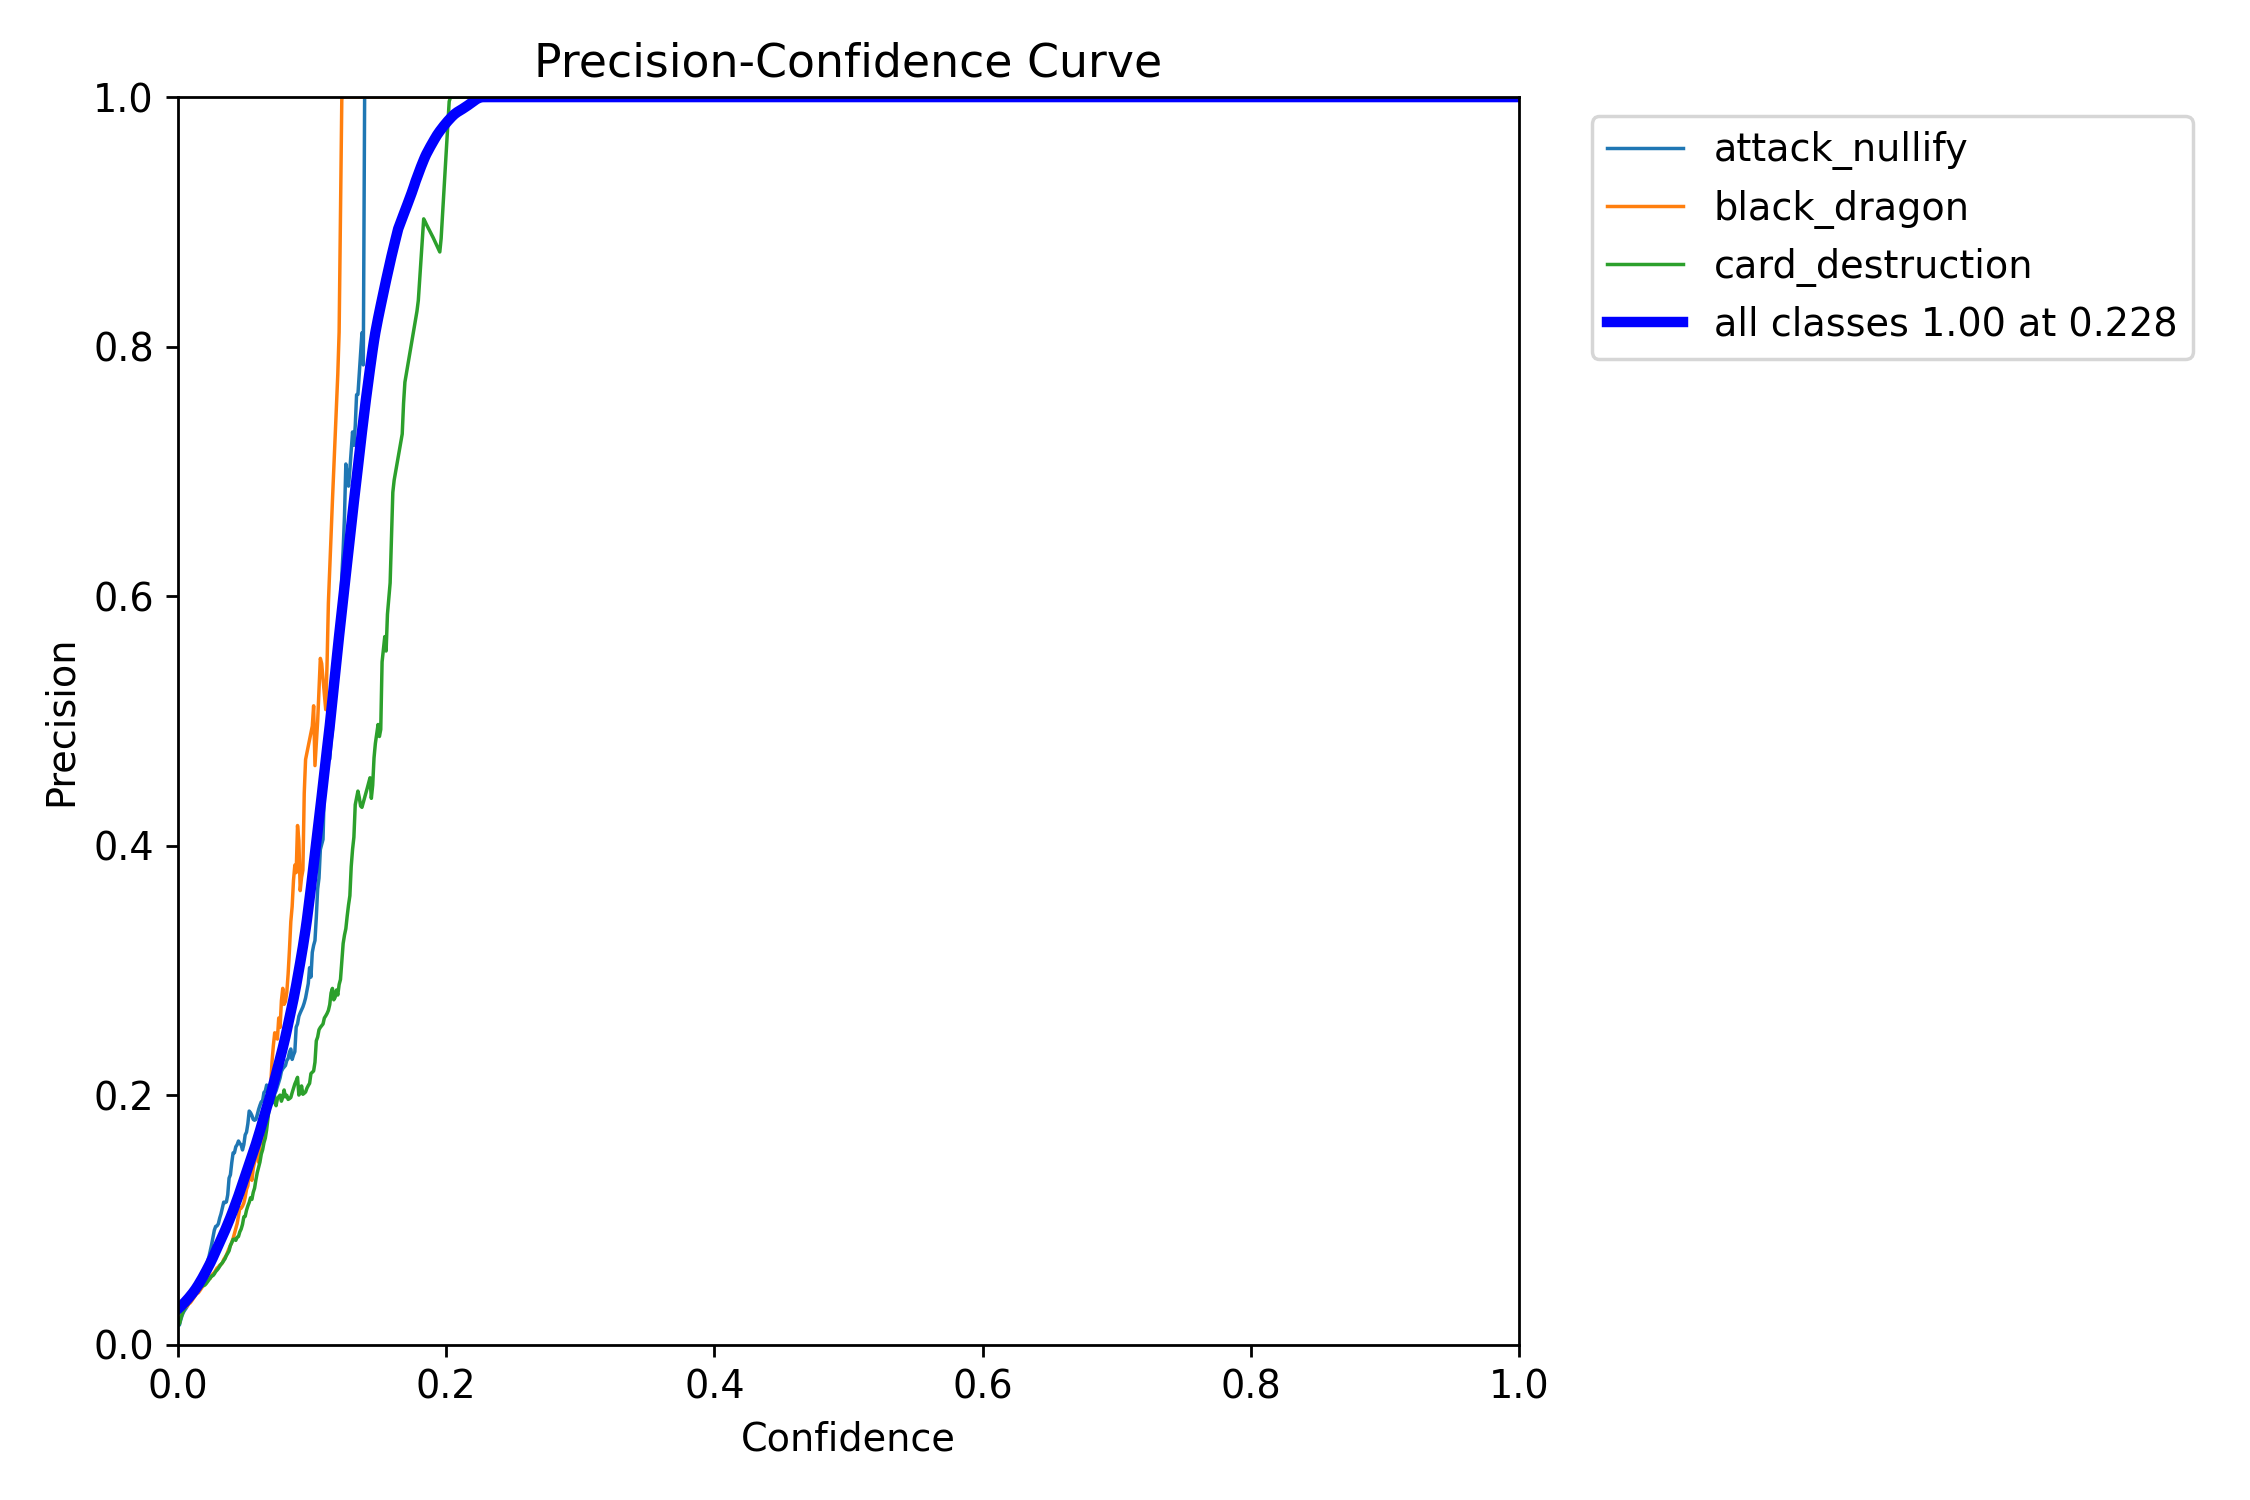 Precision-Confidence Curve
1.0
0.8
0.6
0.4
0.2
0.0
Precision
0.0 0.2 0.4 0.6 0.8 1.0
Confidence
attack_nullify
black_dragon
card_destruction
all classes 1.00 at 0.228